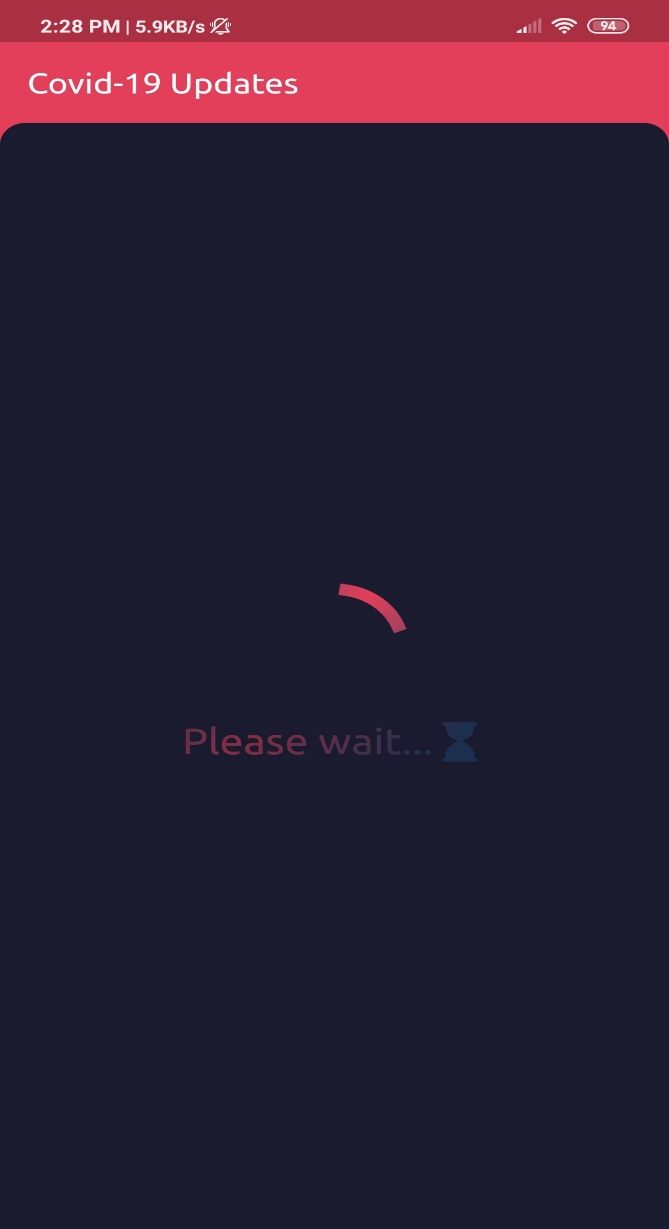 2:28 PM | 5.9KB/s 94
Covid-19 Updates
Please wait...